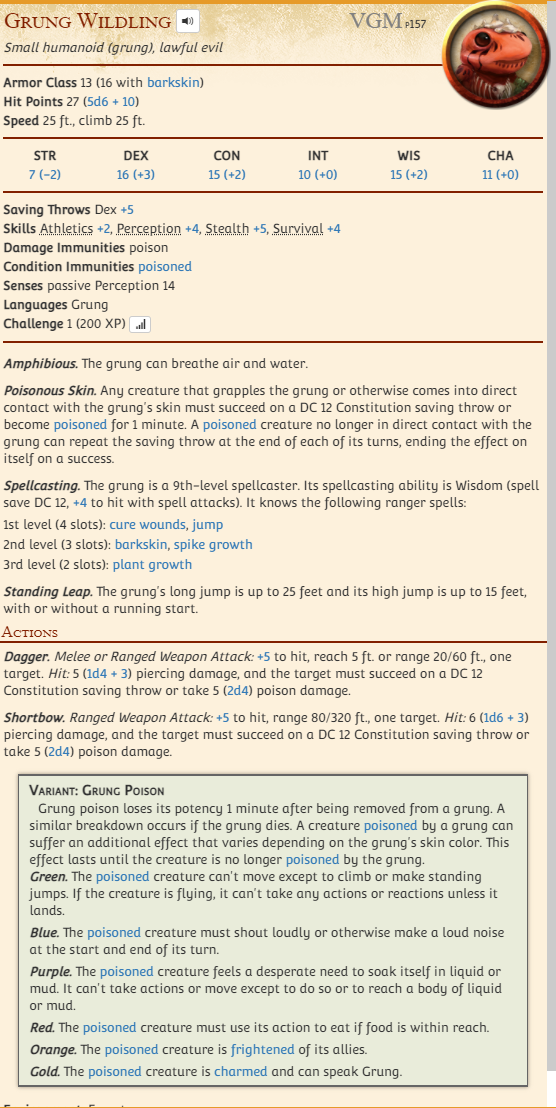 Grung Wildling VGM P157
Small humanoid (grung), lawful evil
Armor Class 13 (16 with barkskin)
Hit Points 27 (5d6 + 10)
Speed 25 ft., climb 25 ft.
STR DEX CON INT WIS CHA
7 (−2) 16 (+3) 15 (+2) 10 (+0) 15 (+2) 11 (+0)
Saving Throws Dex +5
Skills Athletics +2, Perception +4, Stealth +5, Survival +4
Damage Immunities poison
Condition Immunities poisoned
Senses passive Perception 14
Languages Grung
Challenge 1 (200 XP)
Amphibious. The grung can breathe air and water.
Poisonous Skin. Any creature that grapples the grung or otherwise comes into direct
contact with the grung's skin must succeed on a DC 12 Constitution saving throw or
become poisoned for 1 minute. A poisoned creature no longer in direct contact with the
grung can repeat the saving throw at the end of each of its turns, ending the effect on
itself on a success.
Spellcasting. The grung is a 9th-level spellcaster. Its spellcasting ability is Wisdom (spell
save DC 12, +4 to hit with spell attacks). It knows the following ranger spells:
1st level (4 slots): cure wounds, jump
2nd level (3 slots): barkskin, spike growth
3rd level (2 slots): plant growth
Standing Leap. The grung's long jump is up to 25 feet and its high jump is up to 15 feet,
with or without a running start.
Actions
Dagger. Melee or Ranged Weapon Attack: +5 to hit, reach 5 ft. or range 20/60 ft., one
target. Hit: 5 (1d4 + 3) piercing damage, and the target must succeed on a DC 12
Constitution saving throw or take 5 (2d4) poison damage.
Shortbow. Ranged Weapon Attack: +5 to hit, range 80/320 ft., one target. Hit: 6 (1d6 + 3)
piercing damage, and the target must succeed on a DC 12 Constitution saving throw or
take 5 (2d4) poison damage.
Variant: Grung Poison
Grung poison loses its potency 1 minute after being removed from a grung. A
similar breakdown occurs if the grung dies. A creature poisoned by a grung can
suffer an additional effect that varies depending on the grung's skin color. This
effect lasts until the creature is no longer poisoned by the grung.
Green. The poisoned creature can't move except to climb or make standing
jumps. If the creature is flying, it can't take any actions or reactions unless it
lands.
Blue. The poisoned creature must shout loudly or otherwise make a loud noise
at the start and end of its turn.
Purple. The poisoned creature feels a desperate need to soak itself in liquid or
mud. It can't take actions or move except to do so or to reach a body of liquid
or mud.
Red. The poisoned creature must use its action to eat if food is within reach.
Orange. The poisoned creature is frightened of its allies.
Gold. The poisoned creature is charmed and can speak Grung.